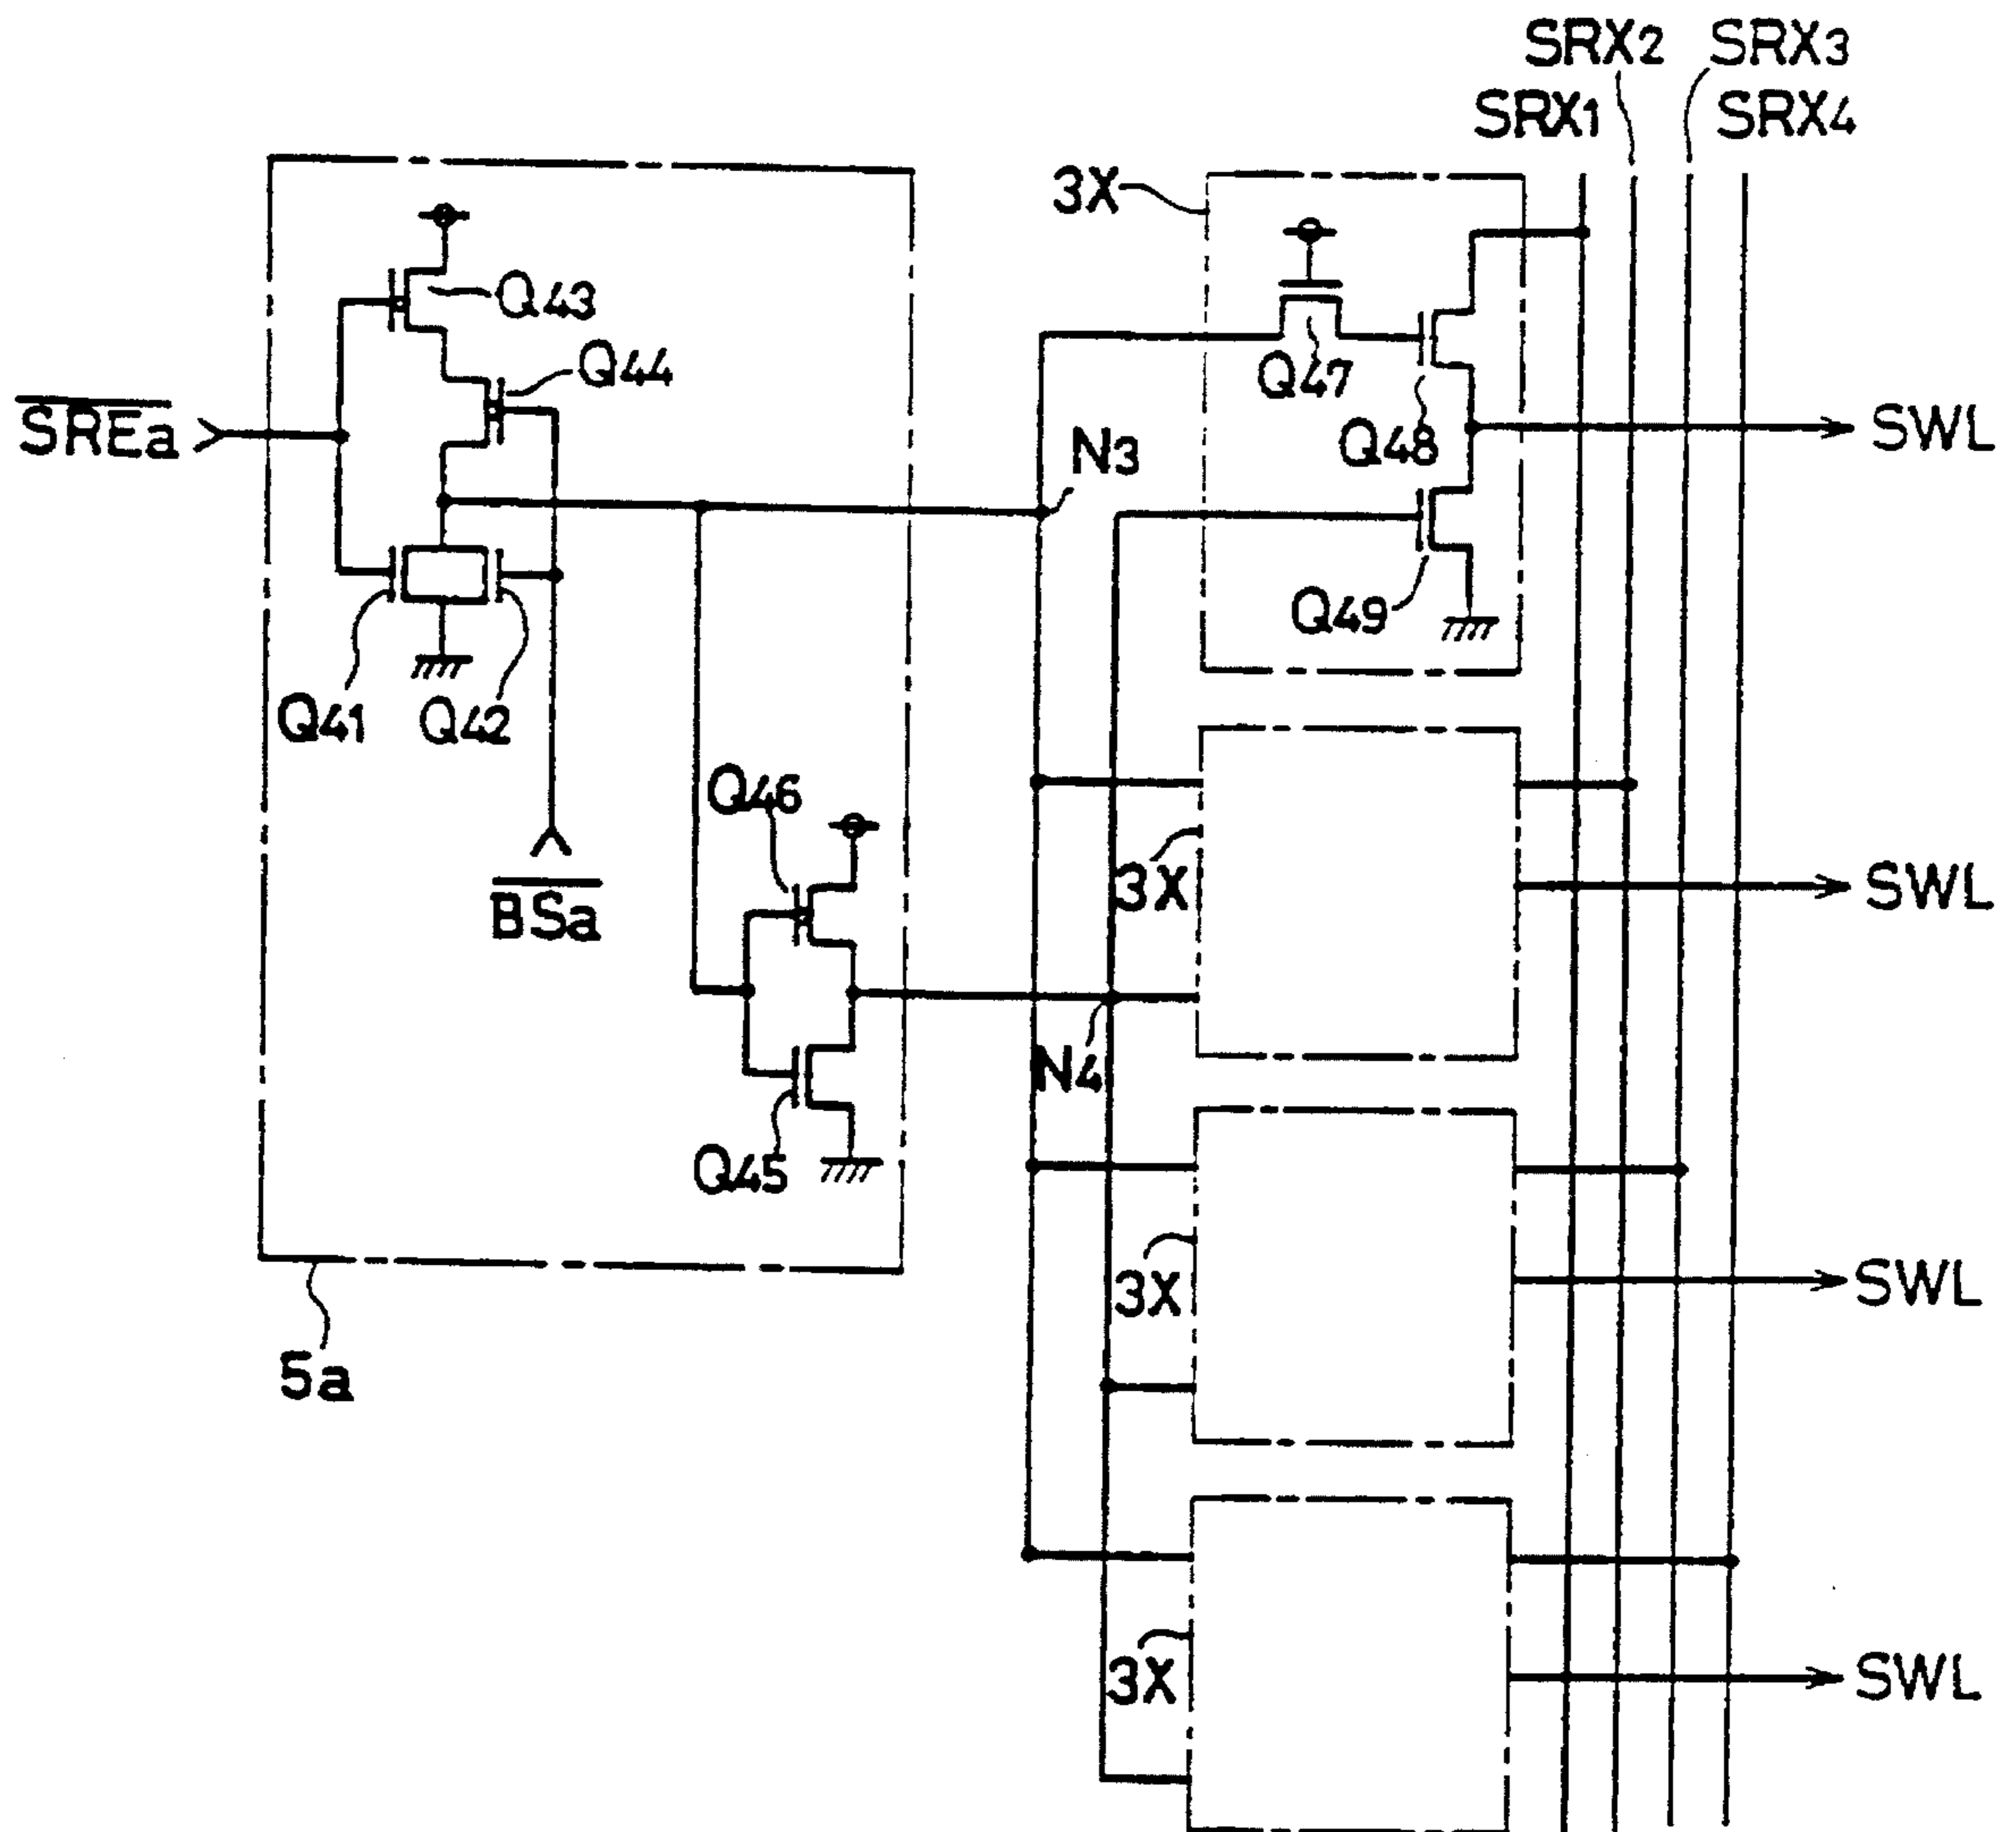 SRX2 SRX3
SRX1 SRX4
3X
Q43
Q44
Q47
SREa
N3
Q48
SWL
Q49
Q41 Q42
Q46
3X
SWL
BSa
N4
Q45
3X
SWL
5a
3X
SWL